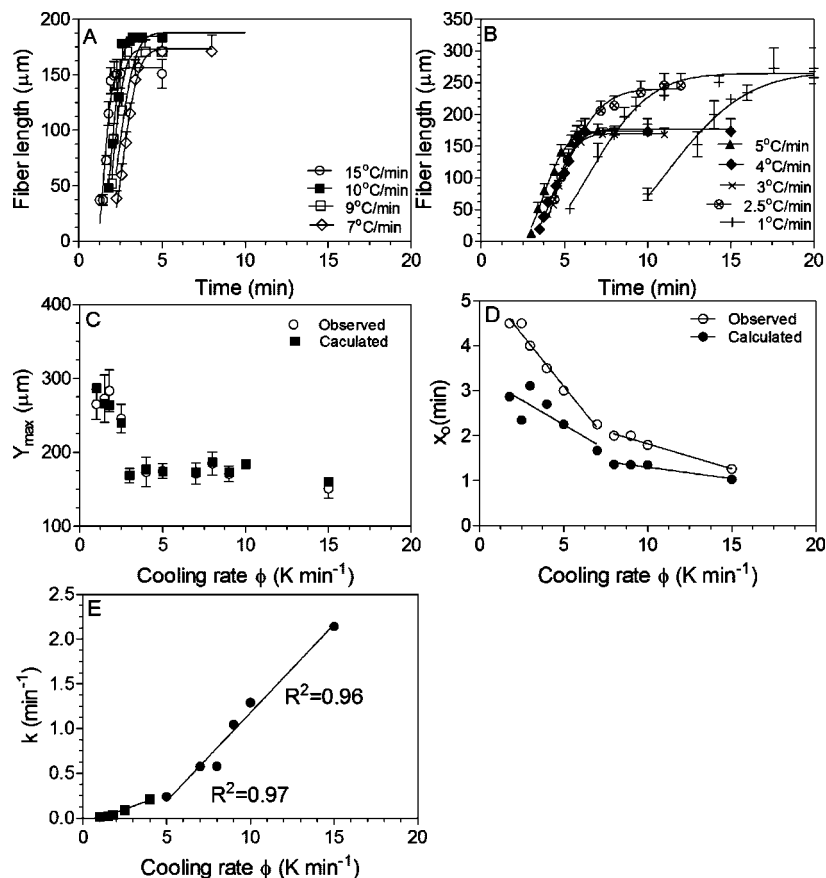 A
Fiber length (μm)
200
150
100
50
0
15°C/min
10°C/min
9°C/min
7°C/min
0 5 10 15 20
Time (min)
B
Fiber length (μm)
350
300
250
200
150
100
50
0
5°C/min
4°C/min
3°C/min
2.5°C/min
1°C/min
0 5 10 15 20
Time (min)
C
Ymax (μm)
400
300
200
100
Observed
Caculated
0 5 10 15 20
Cooling rate ϕ (K min⁻¹)
D
xo(min)
5
4
3
2
1
0
Observed
Calculated
0 5 10 15 20
Cooling rate ϕ (K min⁻¹)
E
k (min⁻¹)
2.5
2.0
1.5
1.0
0.5
0.0
R²=0.96
R²=0.97
0 5 10 15 20
Cooling rate ϕ (K min⁻¹)